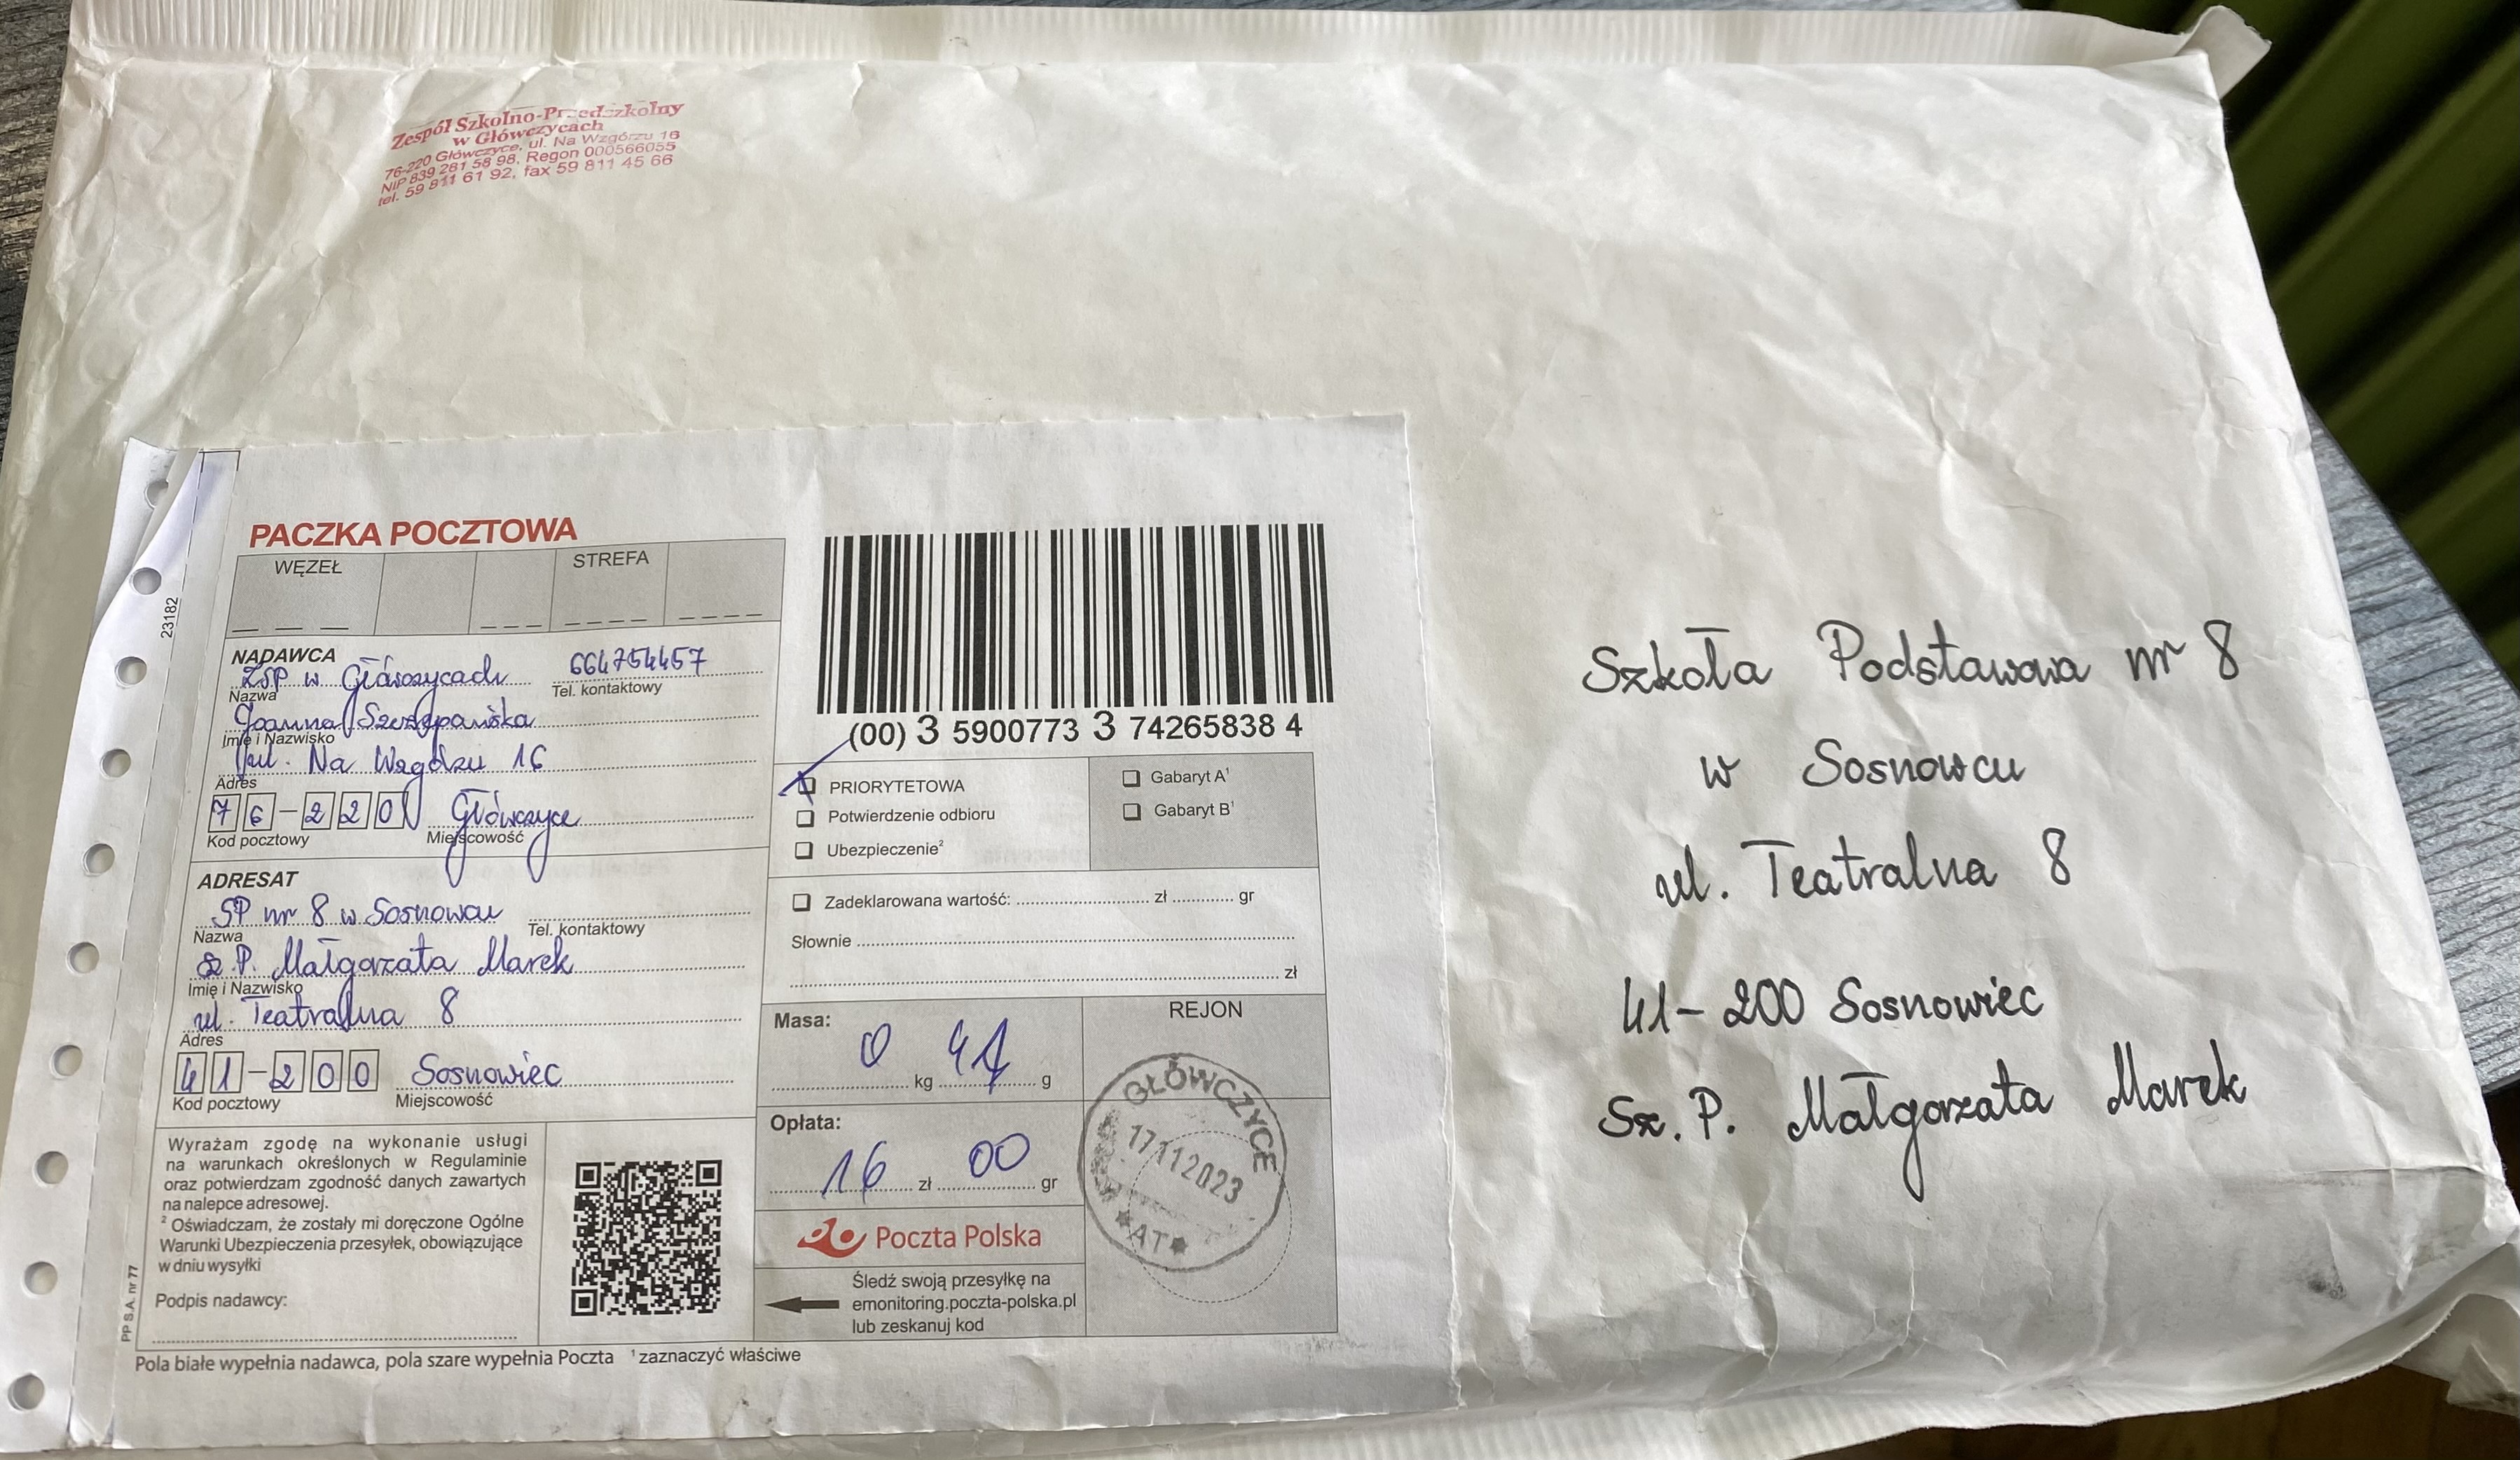 Zespół Szkolno-Przedszkolny
w Główczycach
76-220 Główczyce, ul. Na Wzgórzu 16
NIP 839 281 58 98, Regon 000566055
tel. 59 811 61 92, fax 59 811 45 66
PACZKA POCZTOWA
WĘZEŁ STREFA
23182
NADAWCA
ZSP w Główczycach 664754457
Nazwa Tel. kontaktowy
Joanna Szczepańska
Imię i Nazwisko
ul. Na Wzgórzu 16
Adres
76-220 Główczyce
Kod pocztowy Miejscowość
ADRESAT
SP nr 8 w Sosnowcu
Nazwa Tel. kontaktowy
Sz.P. Małgorzata Marek
Imię i Nazwisko
ul. Teatralna 8
Adres
41-200 Sosnowiec
Kod pocztowy Miejscowość
Wyrażam zgodę na wykonanie usługi
na warunkach określonych w Regulaminie
oraz potwierdzam zgodność danych zawartych
na nalepce adresowej.
² Oświadczam, że zostały mi doręczone Ogólne
Warunki Ubezpieczenia przesyłek, obowiązujące
w dniu wysyłki
Podpis nadawcy:
PP S.A. nr 77
Pola białe wypełnia nadawca, pola szare wypełnia Poczta ¹ zaznaczyć właściwe
(00) 3 5900773 3 74265838 4
PRIORYTETOWA
Potwierdzenie odbioru
Ubezpieczenie²
Gabaryt A¹
Gabaryt B¹
Zadeklarowana wartość: zł gr
Słownie
zł
Masa:
0 kg g
Opłata:
16 zł 00 gr
Poczta Polska
Śledź swoją przesyłkę na
emonitoring.poczta-polska.pl
lub zeskanuj kod
REJON
GŁÓWCZYCE
17112023
AT
Szkoła Podstawowa nr 8
w Sosnowcu
ul. Teatralna 8
41-200 Sosnowiec
Sz. P. Małgorzata Marek